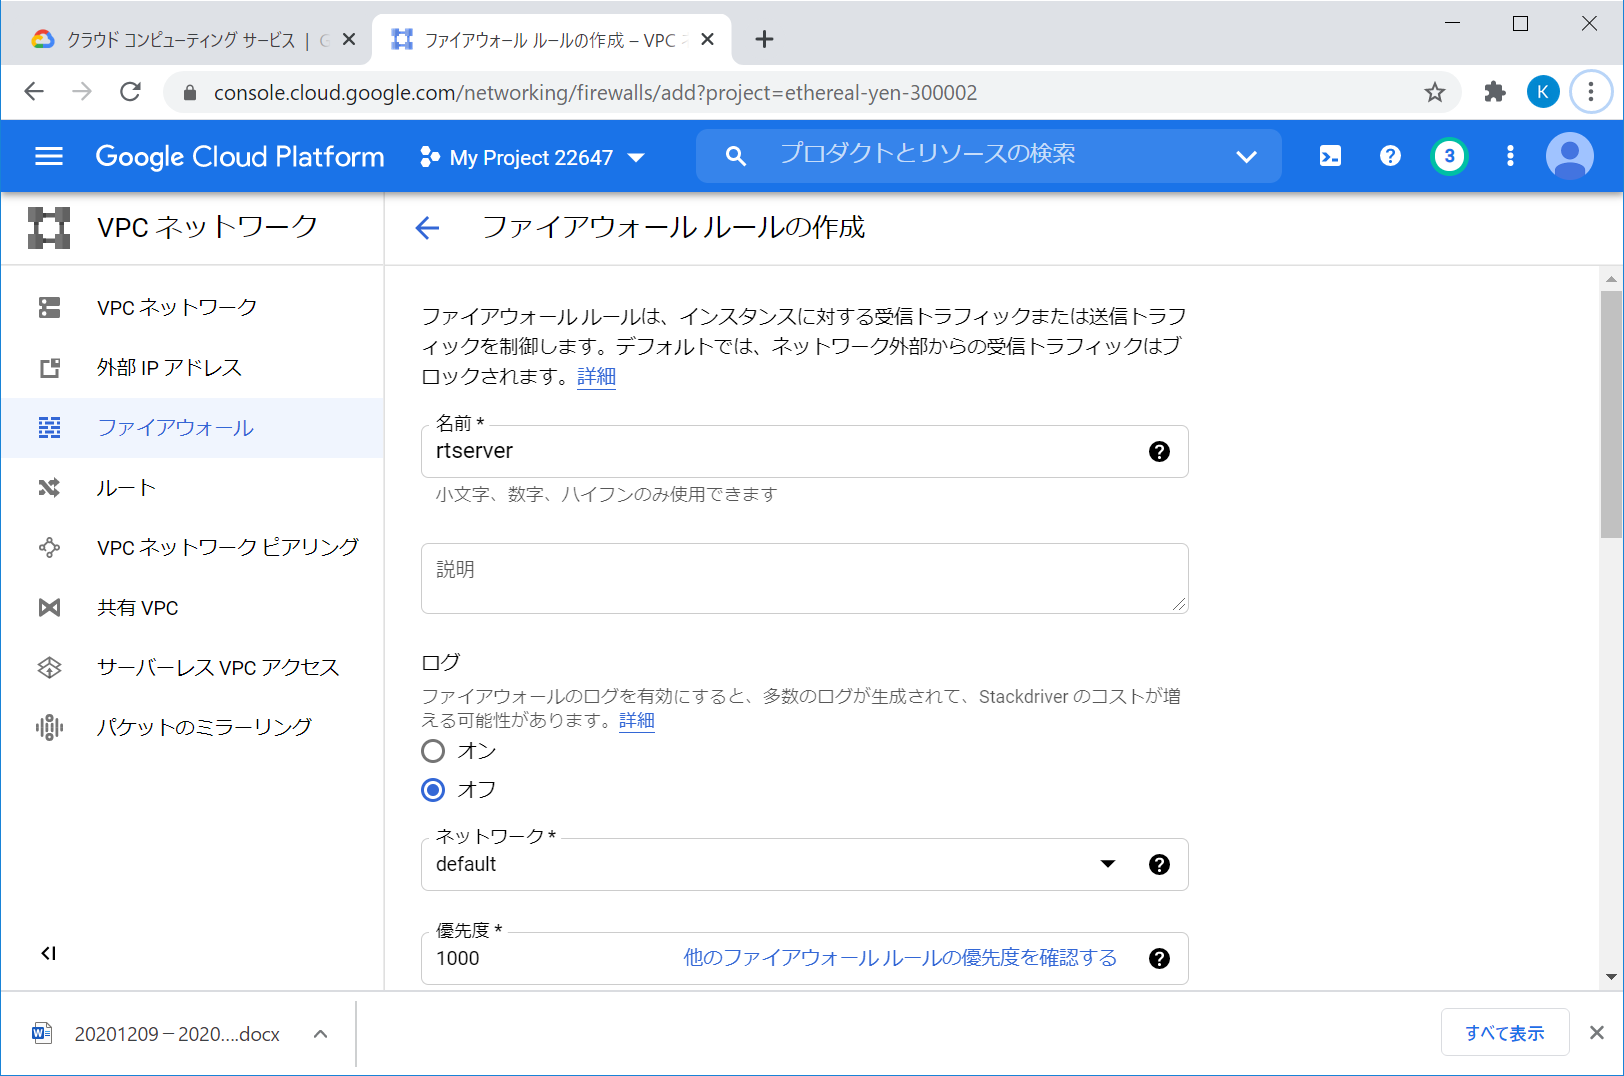 クラウド コンピューティング サービス | G
ファイアウォール ルールの作成 – VPC
console.cloud.google.com/networking/firewalls/add?project=ethereal-yen-300002
K
Google Cloud Platform
My Project 22647
プロダクトとリソースの検索
3
VPC ネットワーク
ファイアウォール ルールの作成
VPC ネットワーク
外部 IP アドレス
ファイアウォール
ルート
VPC ネットワーク ピアリング
共有 VPC
サーバーレス VPC アクセス
パケットのミラーリング
ファイアウォール ルールは、インスタンスに対する受信トラフィックまたは送信トラフ
ィックを制御します。デフォルトでは、ネットワーク外部からの受信トラフィックはブ
ロックされます。詳細
名前 *
rtserver
小文字、数字、ハイフンのみ使用できます
説明
ログ
ファイアウォールのログを有効にすると、多数のログが生成されて、Stackdriver のコストが増
える可能性があります。詳細
オン
オフ
ネットワーク *
default
優先度 *
1000
他のファイアウォール ルールの優先度を確認する
20201209－2020....docx
すべて表示